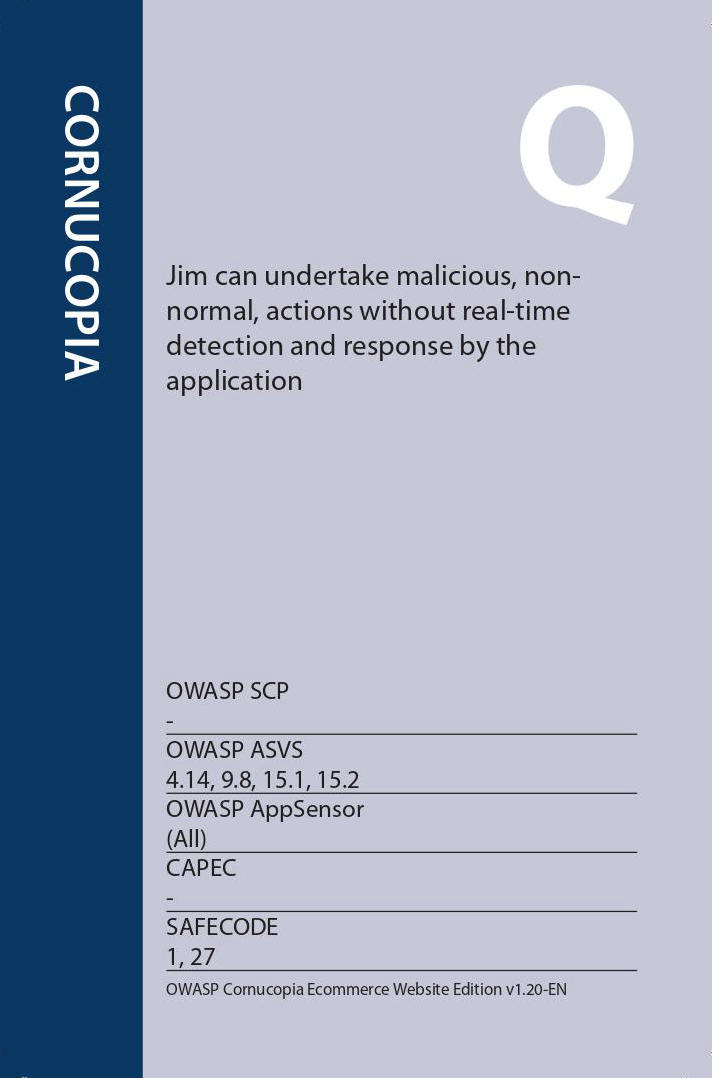 CORNUCOPIA
Q
Jim can undertake malicious, non-
normal, actions without real-time
detection and response by the
application
OWASP SCP
-
OWASP ASVS
4.14, 9.8, 15.1, 15.2
OWASP AppSensor
(All)
CAPEC
-
SAFECODE
1, 27
OWASP Cornucopia Ecommerce Website Edition v1.20-EN